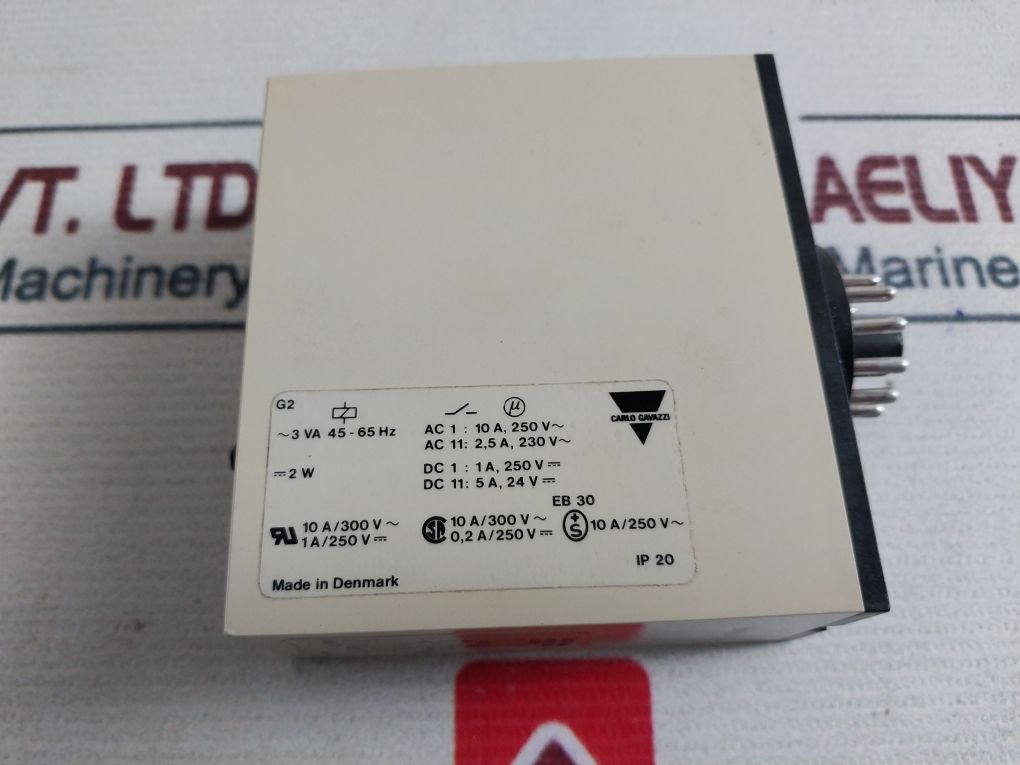 VT. LTD
AELIY
Machinery
Marine
G2
μ
CARLO GAVAZZI
~3 VA 45-65 Hz
AC 1 : 10 A, 250 V~
AC 11: 2,5 A, 230 V~
⎓2 W
DC 1 : 1 A, 250 V⎓
DC 11: 5 A, 24 V⎓
EB 30
10 A/300 V~
1 A/250 V⎓
10 A/300 V~
0,2 A/250 V⎓
S
10 A/250 V~
IP 20
Made in Denmark